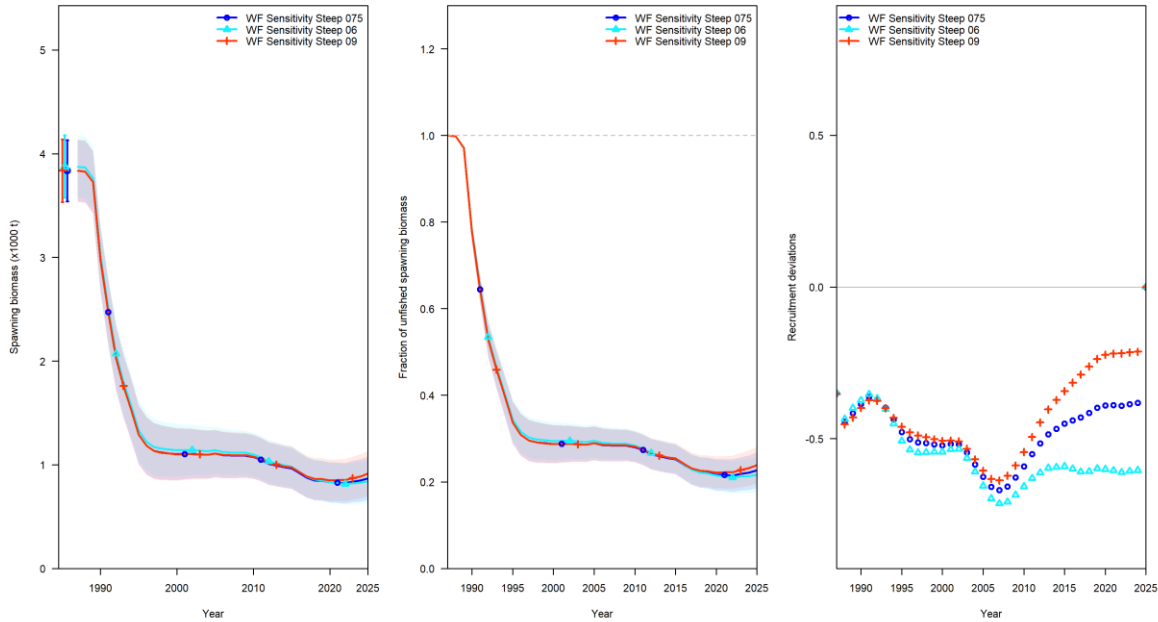 WF Sensitivity Steep 075
WF Sensitivity Steep 06
WF Sensitivity Steep 09
5
4
3
2
1
0
Spawning biomass (x1000 t)
1990 2000 2010 2020 2025
Year
WF Sensitivity Steep 075
WF Sensitivity Steep 06
WF Sensitivity Steep 09
1.2
1.0
0.8
0.6
0.4
0.2
0.0
Fraction of unfished spawning biomass
1990 2000 2010 2020 2025
Year
WF Sensitivity Steep 075
WF Sensitivity Steep 06
WF Sensitivity Steep 09
0.5
0.0
-0.5
Recruitment deviations
1990 1995 2000 2005 2010 2015 2020 2025
Year